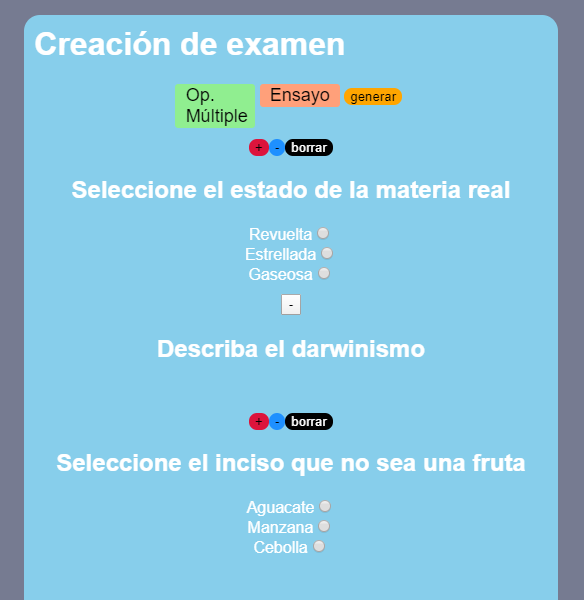 Creación de examen
Op. Múltiple Ensayo generar
+ - borrar
Seleccione el estado de la materia real
Revuelta
Estrellada
Gaseosa
-
Describa el darwinismo
+ - borrar
Seleccione el inciso que no sea una fruta
Aguacate
Manzana
Cebolla